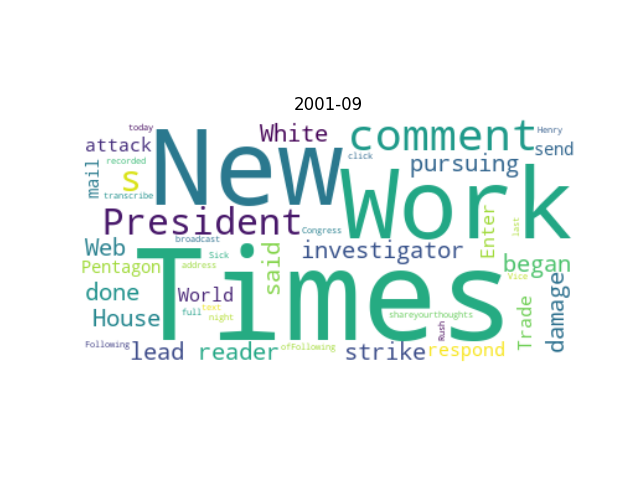 2001-09
today
New
White
comment
Henry
attack
send
recorded
click
pursuing
mail
s
Work
transcribe
President
Enter
last
Congress
Web
broadcast
said
investigator
Sick
Times
Pentagon
address
began
Vice
done
World
damage
House
full
text
night
shareyourthoughts
Trade
Rush
Following
lead
reader
ofFollowing
strike
respond